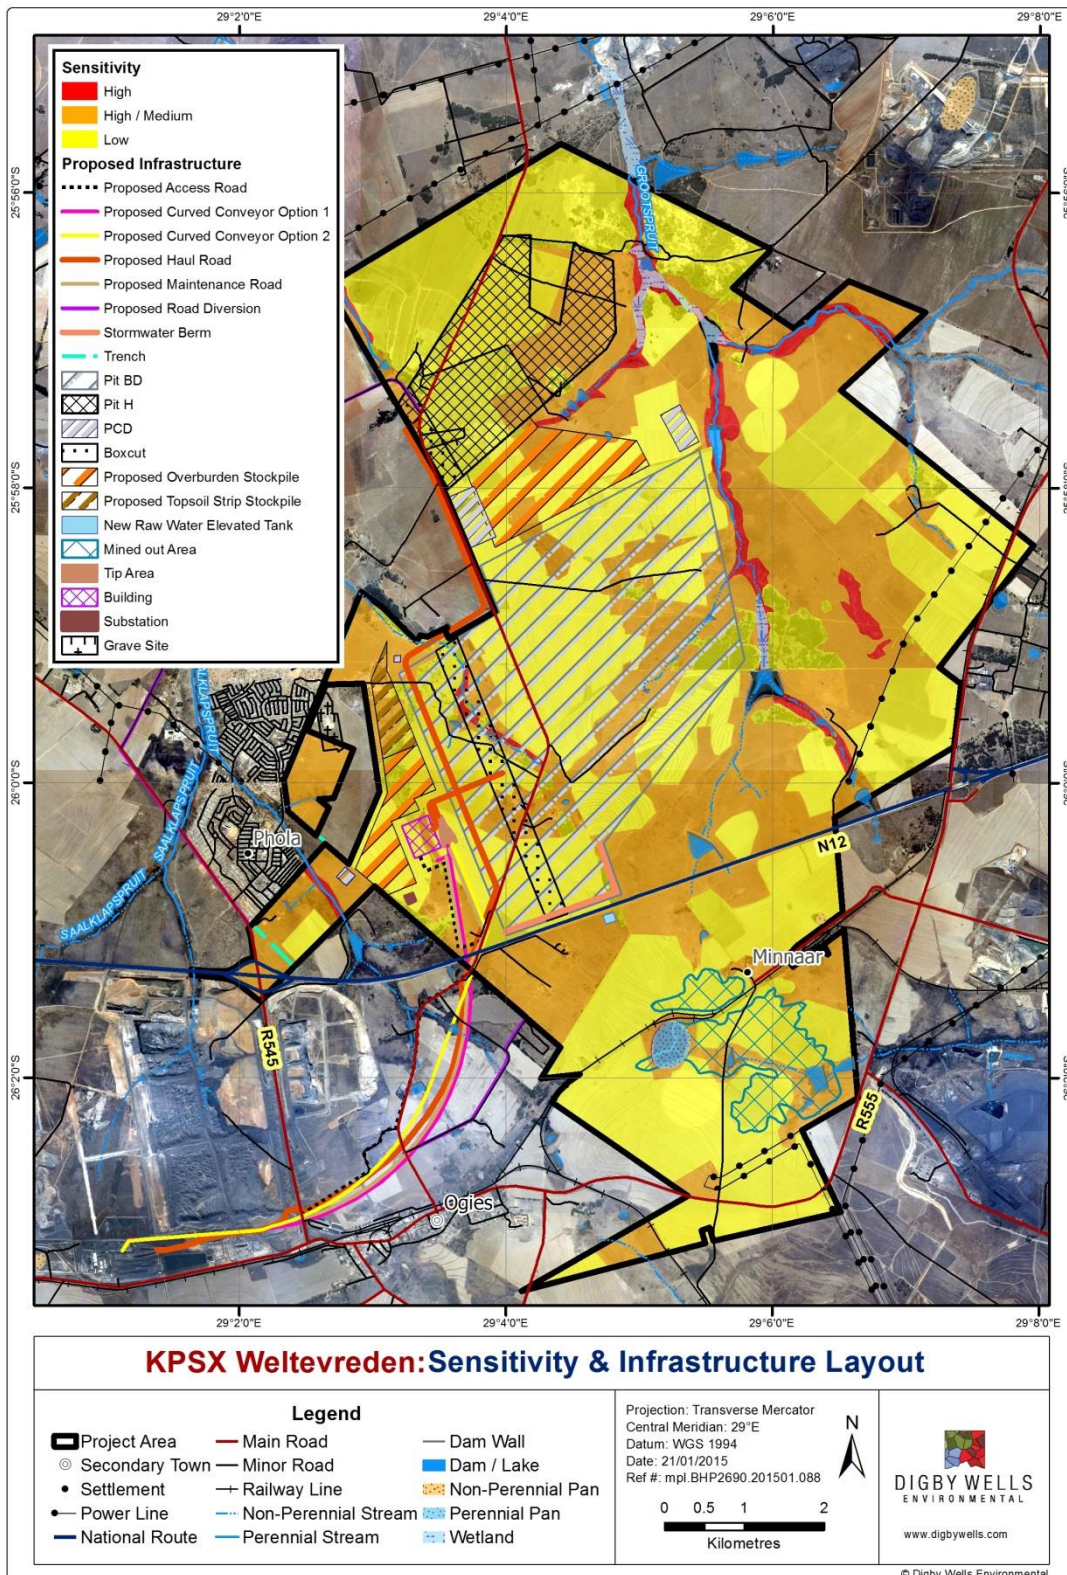 29°2'0"E
29°4'0"E
29°6'0"E
29°8'0"E
25°56'0"S
25°58'0"S
26°0'0"S
26°2'0"S
Sensitivity
High
High / Medium
Low
Proposed Infrastructure
Proposed Access Road
Proposed Curved Conveyor Option 1
Proposed Curved Conveyor Option 2
Proposed Haul Road
Proposed Maintenance Road
Proposed Road Diversion
Stormwater Berm
Trench
Pit BD
Pit H
PCD
Boxcut
Proposed Overburden Stockpile
Proposed Topsoil Strip Stockpile
New Raw Water Elevated Tank
Mined out Area
Tip Area
Building
Substation
Grave Site
GROOTSPRUIT
SAALKLAPSPRUIT
SAALKLAPSPRUIT
SAALKLAPSPRUIT
Phola
N12
Minnaar
R545
R555
Ogies
29°2'0"E
29°4'0"E
29°6'0"E
29°8'0"E
KPSX Weltevreden:Sensitivity & Infrastructure Layout
Legend
Project Area
Secondary Town
Settlement
Power Line
National Route
Main Road
Minor Road
Railway Line
Non-Perennial Stream
Perennial Stream
Dam Wall
Dam / Lake
Non-Perennial Pan
Perennial Pan
Wetland
Projection: Transverse Mercator
Central Meridian: 29°E
Datum: WGS 1994
Date: 21/01/2015
Ref #: mpl.BHP2690.201501.088
N
0 0.5 1 2
Kilometres
DIGBY WELLS
ENVIRONMENTAL
www.digbywells.com
© Digby Wells Environmental